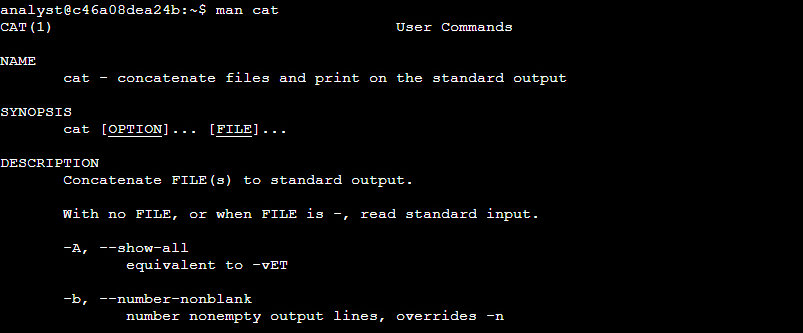 analyst@c46a08dea24b:~$ man cat
CAT(1) User Commands
NAME
cat - concatenate files and print on the standard output
SYNOPSIS
cat [OPTION]... [FILE]...
DESCRIPTION
Concatenate FILE(s) to standard output.
With no FILE, or when FILE is -, read standard input.
-A, --show-all
equivalent to -vET
-b, --number-nonblank
number nonempty output lines, overrides -n